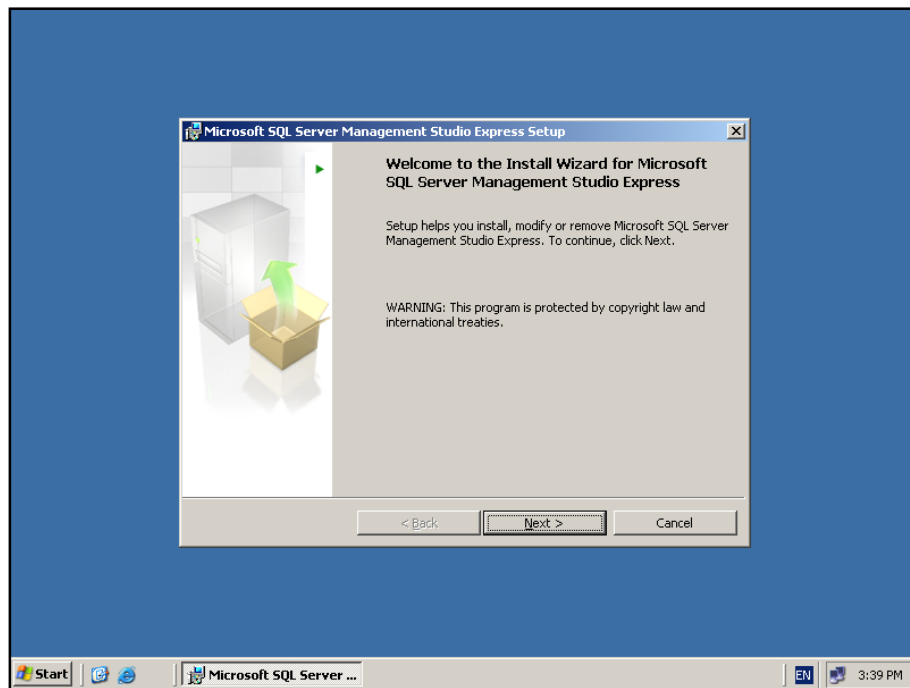 Microsoft SQL Server Management Studio Express Setup
Welcome to the Install Wizard for Microsoft
SQL Server Management Studio Express
Setup helps you install, modify or remove Microsoft SQL Server
Management Studio Express. To continue, click Next.
WARNING: This program is protected by copyright law and
international treaties.
< Back
Next >
Cancel
Start
Microsoft SQL Server ...
EN
3:39 PM